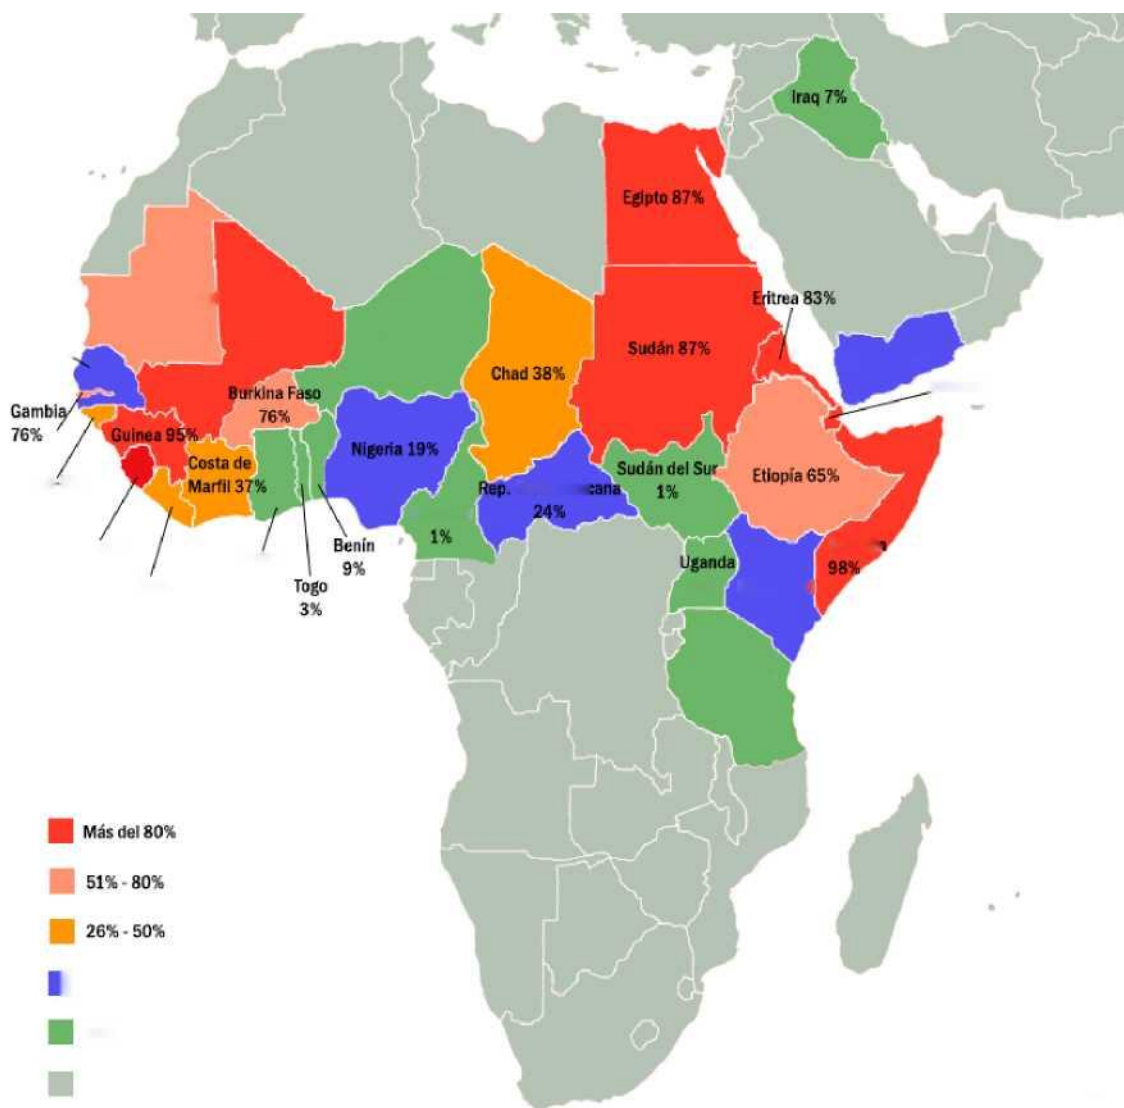 Iraq 7%
Egipto 87%
Eritrea 83%
Sudán 87%
Chad 38%
Burkina Faso
76%
Gambia
76%
Guinea 95%
Costa de
Marfil 37%
Nigeria 19%
Sudán del Sur
1%
Etiopía 65%
Rep.
24%
1%
Benín
9%
Togo
3%
Uganda
98%
Más del 80%
51% - 80%
26% - 50%